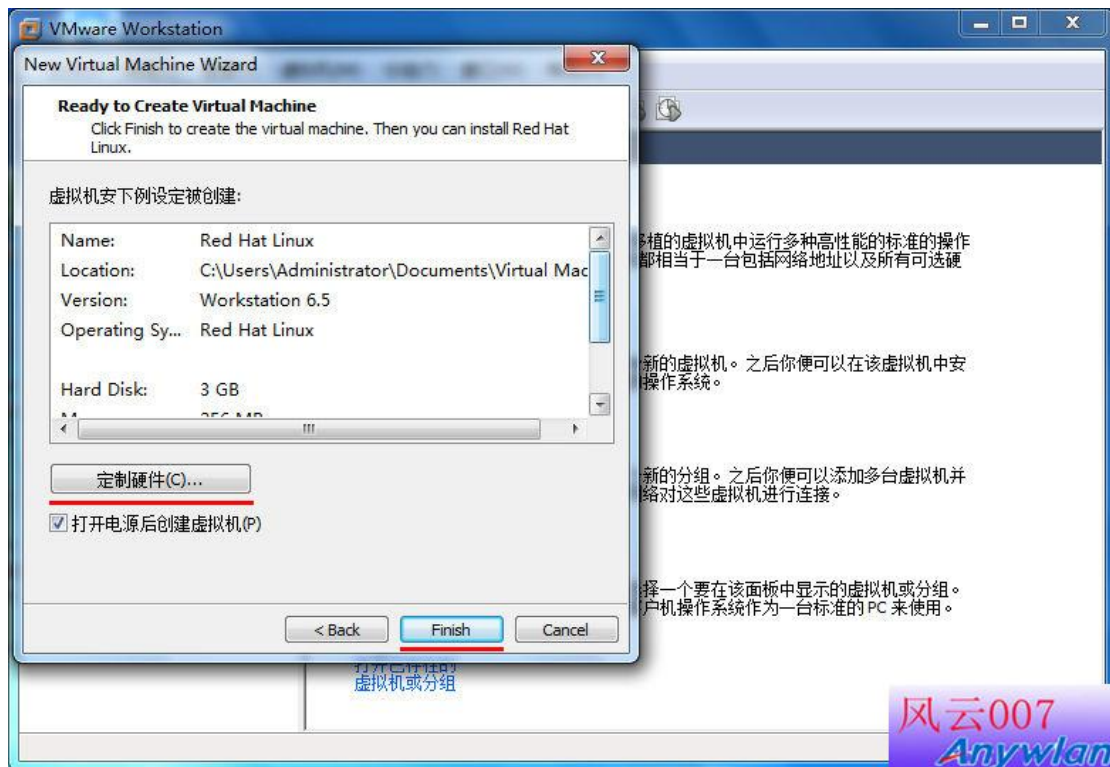 VMware Workstation
New Virtual Machine Wizard
Ready to Create Virtual Machine
Click Finish to create the virtual machine. Then you can install Red Hat
Linux.
虚拟机安下例设定被创建:
Name: Red Hat Linux
Location: C:\Users\Administrator\Documents\Virtual Mac
Version: Workstation 6.5
Operating Sy... Red Hat Linux
Hard Disk: 3 GB
256 MB
定制硬件(C)...
打开电源后创建虚拟机(P)
< Back Finish Cancel
植的虚拟机中运行多种高性能的标准的操作
都相当于一台包括网络地址以及所有可选硬
新的虚拟机。之后你便可以在该虚拟机中安
操作系统。
新的分组。之后你便可以添加多台虚拟机并
络对这些虚拟机进行连接。
择一个要在该面板中显示的虚拟机或分组。
户机操作系统作为一台标准的 PC 来使用。
打开已存在的
虚拟机或分组
风云007
Anywlan